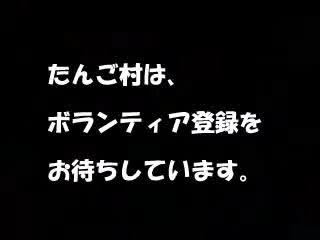 たんご村は、
ボランティア登録を
お待ちしています。